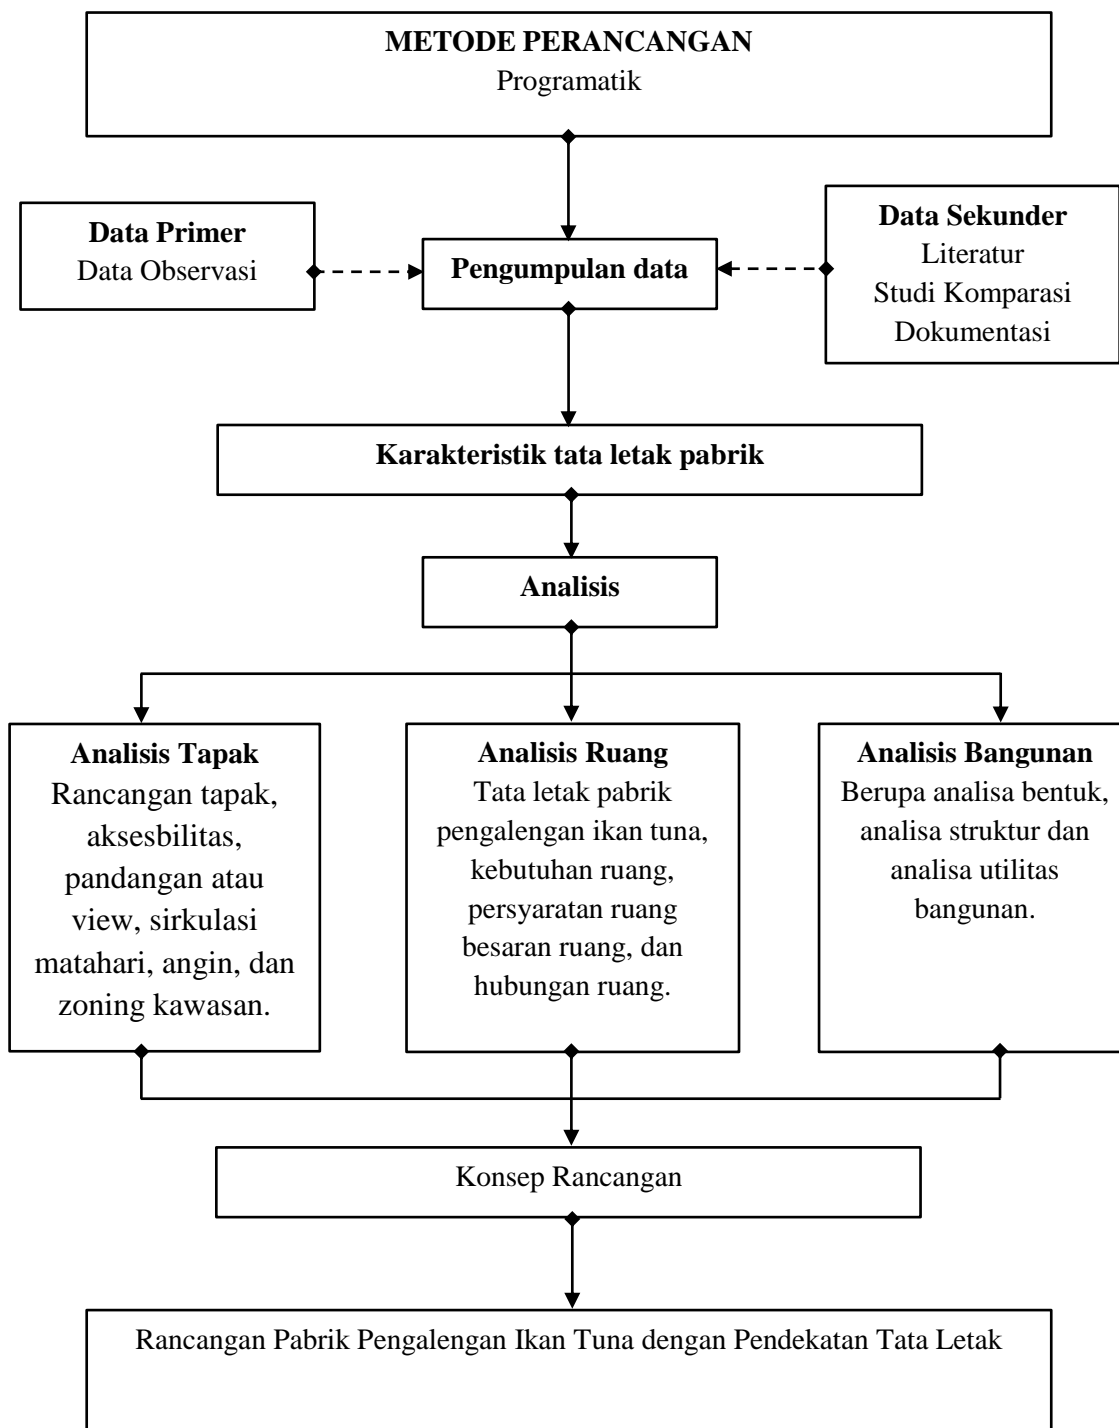 METODE PERANCANGAN
Programatik
Data Primer
Data Observasi
Pengumpulan data
Data Sekunder
Literatur
Studi Komparasi
Dokumentasi
Karakteristik tata letak pabrik
Analisis
Analisis Tapak
Rancangan tapak,
aksesbilitas,
pandangan atau
view, sirkulasi
matahari, angin, dan
zoning kawasan.
Analisis Ruang
Tata letak pabrik
pengalengan ikan tuna,
kebutuhan ruang,
persyaratan ruang
besaran ruang, dan
hubungan ruang.
Analisis Bangunan
Berupa analisa bentuk,
analisa struktur dan
analisa utilitas
bangunan.
Konsep Rancangan
Rancangan Pabrik Pengalengan Ikan Tuna dengan Pendekatan Tata Letak